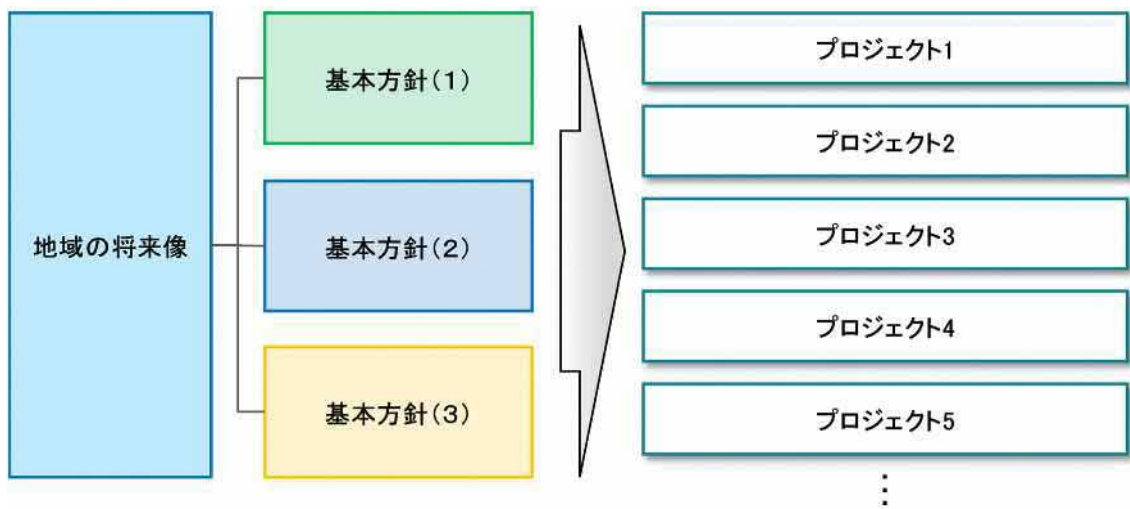 地域の将来像
基本方針(1)
基本方針(2)
基本方針(3)
プロジェクト1
プロジェクト2
プロジェクト3
プロジェクト4
プロジェクト5
⋮